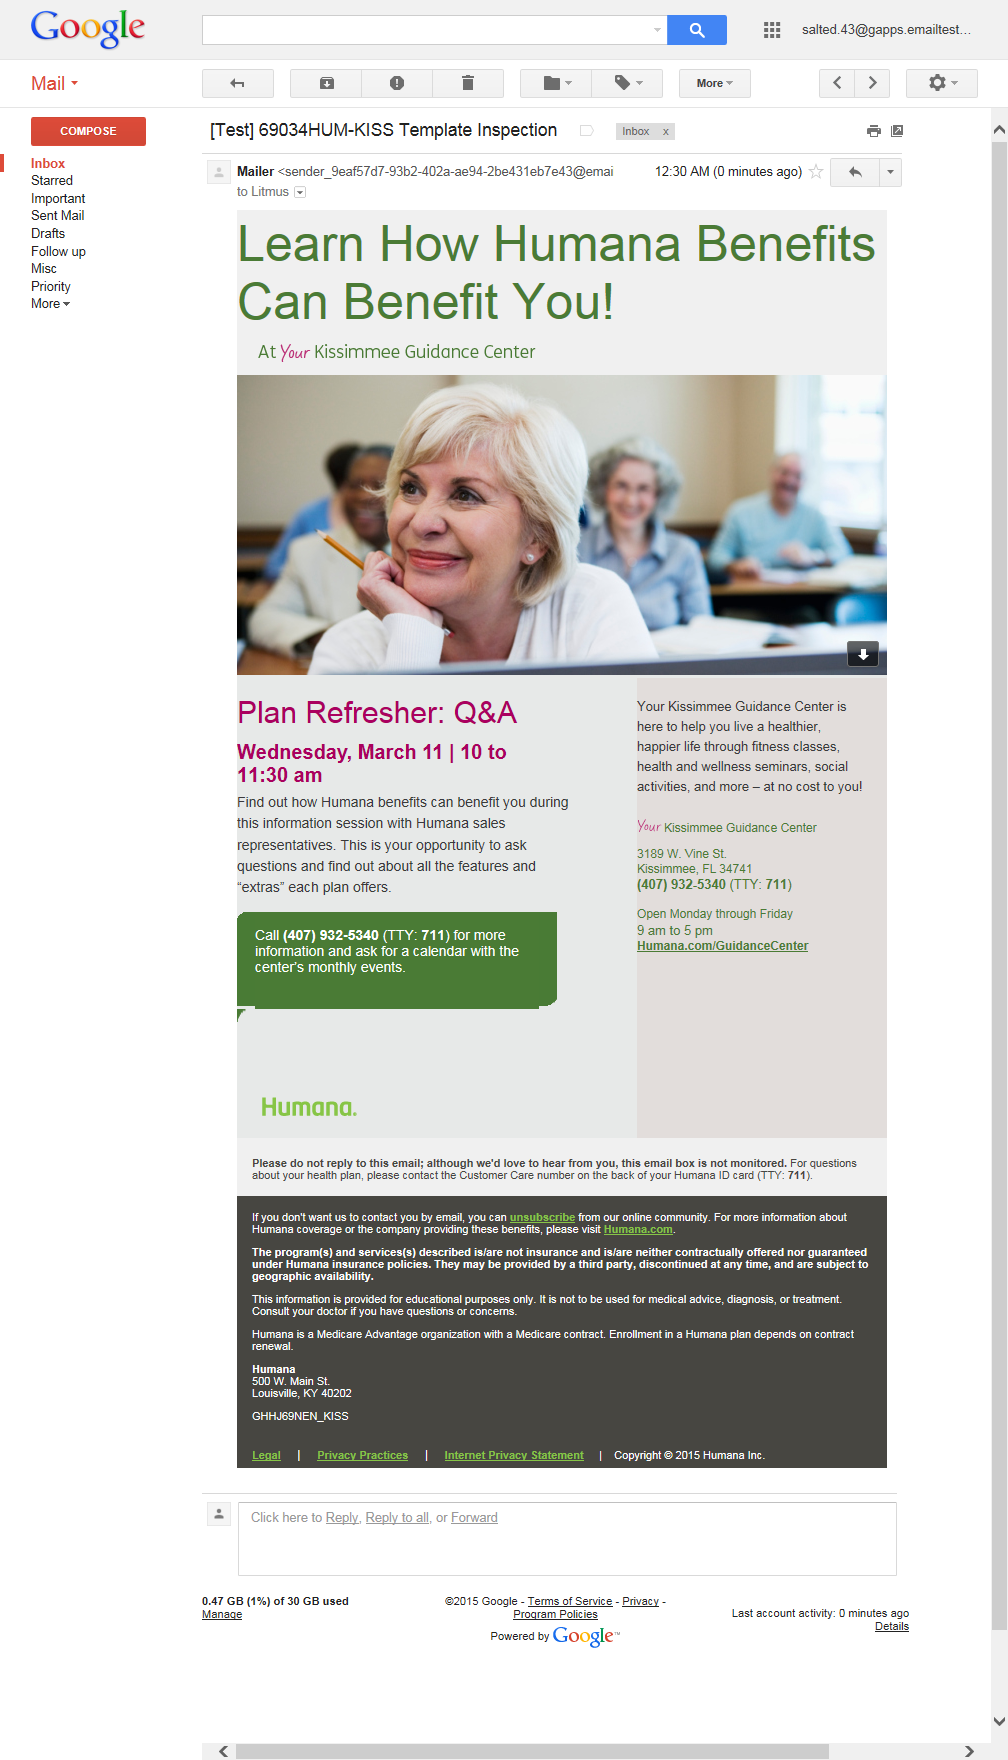 Google
salted.43@gapps.emailtest...
Mail
More
COMPOSE
[Test] 69034HUM-KISS Template Inspection
Inbox x
Inbox
Starred
Important
Sent Mail
Drafts
Follow up
Misc
Priority
More
Mailer <sender_9eaf57d7-93b2-402a-ae94-2be431eb7e43@emai
12:30 AM (0 minutes ago)
to Litmus
Learn How Humana Benefits
Can Benefit You!
At Your Kissimmee Guidance Center
Plan Refresher: Q&A
Wednesday, March 11 | 10 to
11:30 am
Find out how Humana benefits can benefit you during
this information session with Humana sales
representatives. This is your opportunity to ask
questions and find out about all the features and
“extras” each plan offers.
Call (407) 932-5340 (TTY: 711) for more
information and ask for a calendar with the
center's monthly events.
Humana.
Your Kissimmee Guidance Center is
here to help you live a healthier,
happier life through fitness classes,
health and wellness seminars, social
activities, and more – at no cost to you!
Your Kissimmee Guidance Center
3189 W. Vine St.
Kissimmee, FL 34741
(407) 932-5340 (TTY: 711)
Open Monday through Friday
9 am to 5 pm
Humana.com/GuidanceCenter
Please do not reply to this email; although we'd love to hear from you, this email box is not monitored. For questions
about your health plan, please contact the Customer Care number on the back of your Humana ID card (TTY: 711).
If you don't want us to contact you by email, you can unsubscribe from our online community. For more information about
Humana coverage or the company providing these benefits, please visit Humana.com.
The program(s) and services(s) described is/are not insurance and is/are neither contractually offered nor guaranteed
under Humana insurance policies. They may be provided by a third party, discontinued at any time, and are subject to
geographic availability.
This information is provided for educational purposes only. It is not to be used for medical advice, diagnosis, or treatment.
Consult your doctor if you have questions or concerns.
Humana is a Medicare Advantage organization with a Medicare contract. Enrollment in a Humana plan depends on contract
renewal.
Humana
500 W. Main St.
Louisville, KY 40202
GHHJ69NEN_KISS
Legal | Privacy Practices | Internet Privacy Statement | Copyright © 2015 Humana Inc.
Click here to Reply, Reply to all, or Forward
0.47 GB (1%) of 30 GB used
Manage
©2015 Google - Terms of Service - Privacy -
Program Policies
Powered by Google™
Last account activity: 0 minutes ago
Details